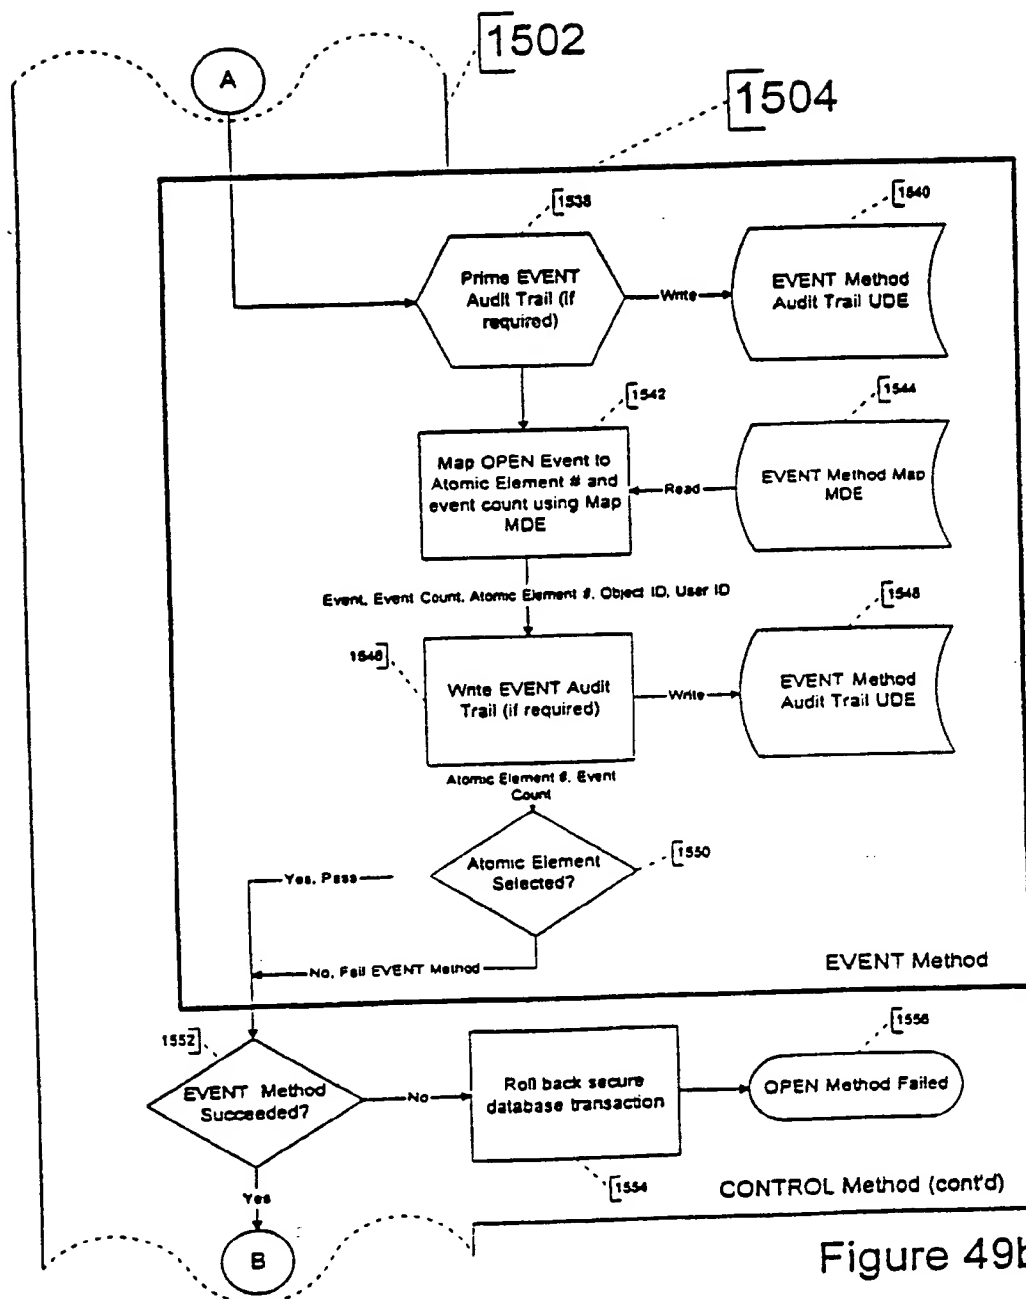 1502
A
1504
1538
1540
Prime EVENT
Audit Trail (if
required)
Write
EVENT Method
Audit Trail UDE
1542
1544
Map OPEN Event to
Atomic Element # and
event count using Map
MDE
Read
EVENT Method Map
MDE
Event, Event Count, Atomic Element #, Object ID, User ID
1546
1548
Write EVENT Audit
Trail (if required)
Write
EVENT Method
Audit Trail UDE
Atomic Element #, Event
Count
1550
Atomic Element
Selected?
Yes, Pass
No, Fail EVENT Method
EVENT Method
1552
1556
EVENT Method
Succeeded?
No
Roll back secure
database transaction
OPEN Method Failed
1554
Yes
CONTROL Method (cont'd)
B
Figure 49b